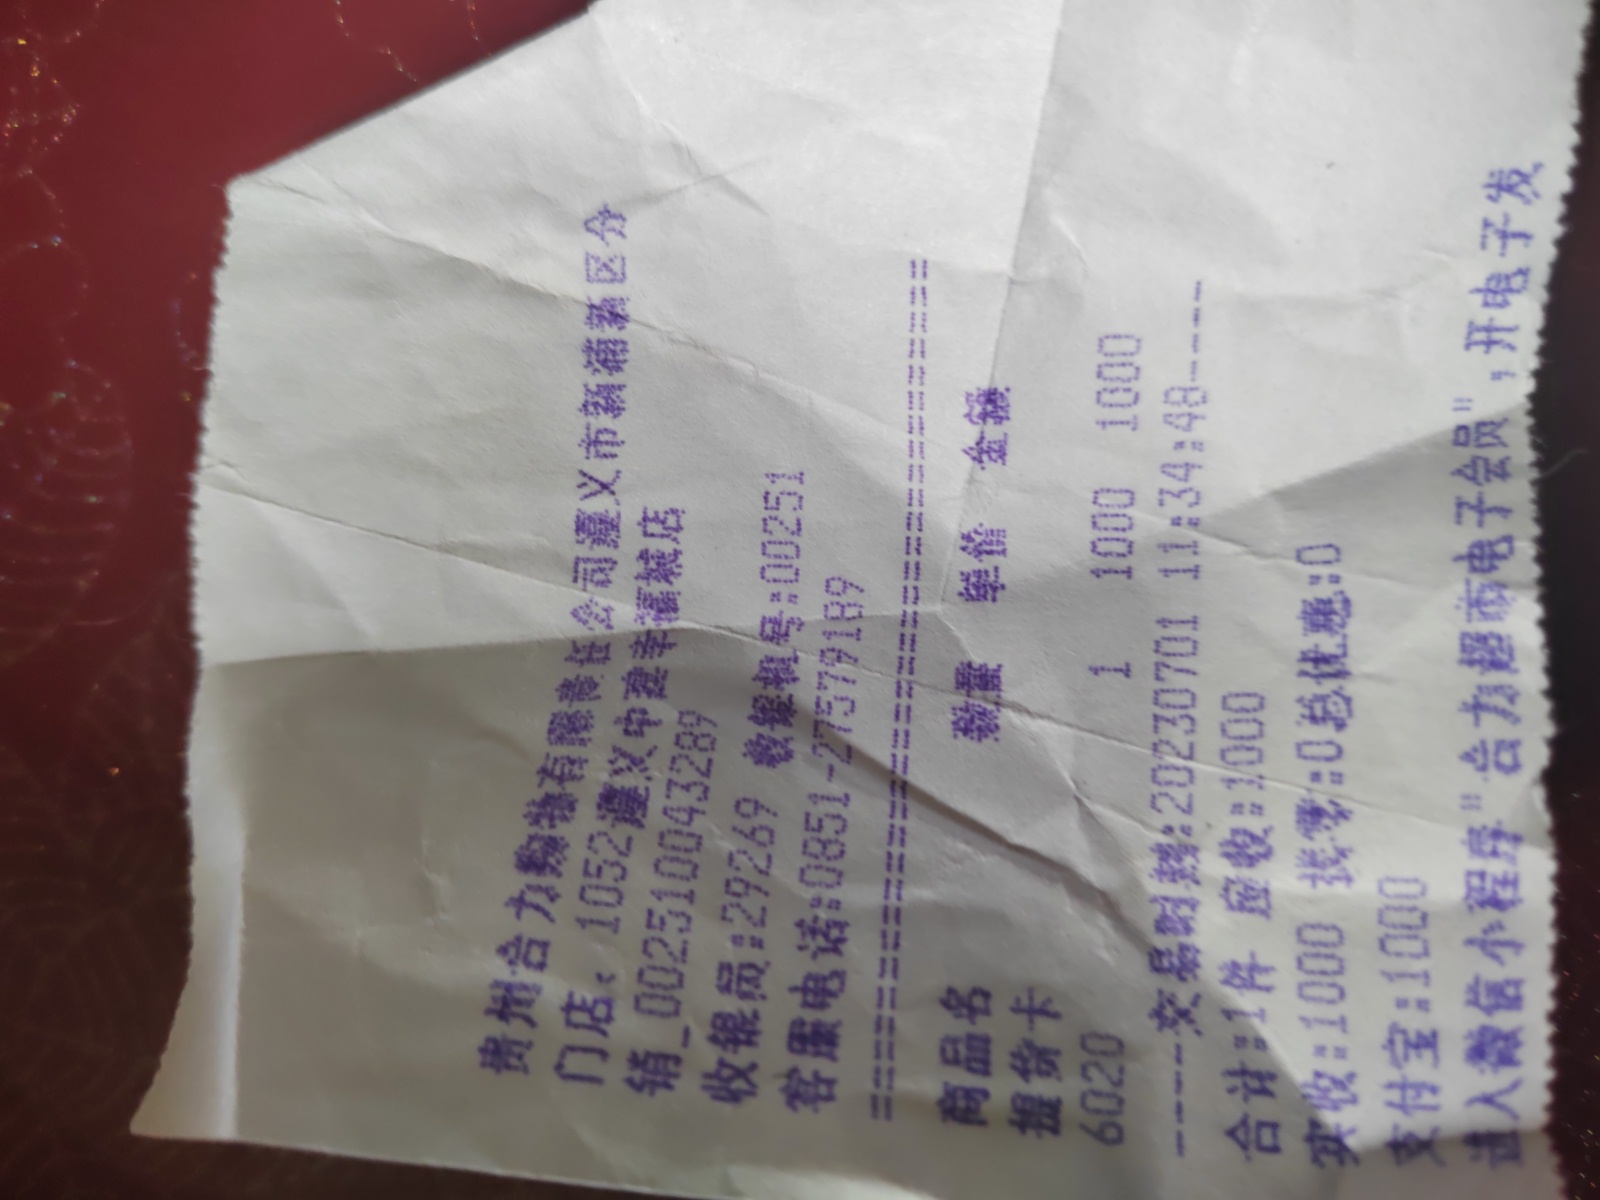 贵州合力购物有限责任公司遵义市新蒲新区分
门店: 1052遵义中建幸福城店
销_00251004３289
收银员:29269 收银机号:00251
客服电话:0851-27579189
================================
商品名 数量 单价 金额
提货卡
6020 1 1000 1000
-----交易时间:20230701 11:34:48-----
合计:1件 应收:1000
实收:1000 找零:0总优惠:0
支付宝:1000
进入微信小程序"合力超市电子会员",开电子发